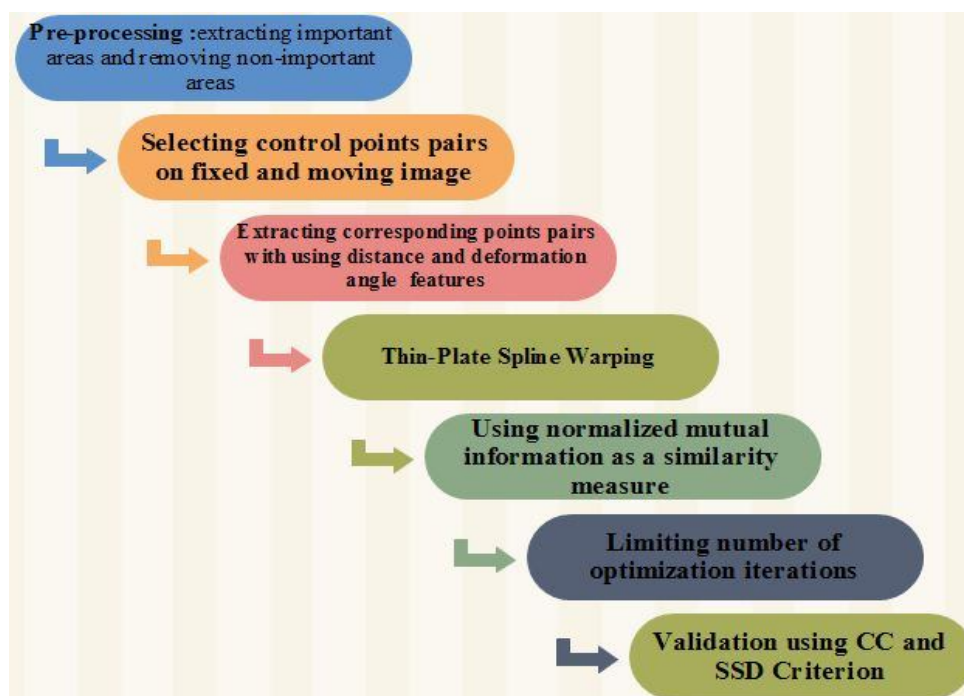 Pre-processing :extracting important
areas and removing non-important
areas
Selecting control points pairs
on fixed and moving image
Extracting corresponding points pairs
with using distance and deformation
angle features
Thin-Plate Spline Warping
Using normalized mutual
information as a similarity
measure
Limiting number of
optimization iterations
Validation using CC and
SSD Criterion